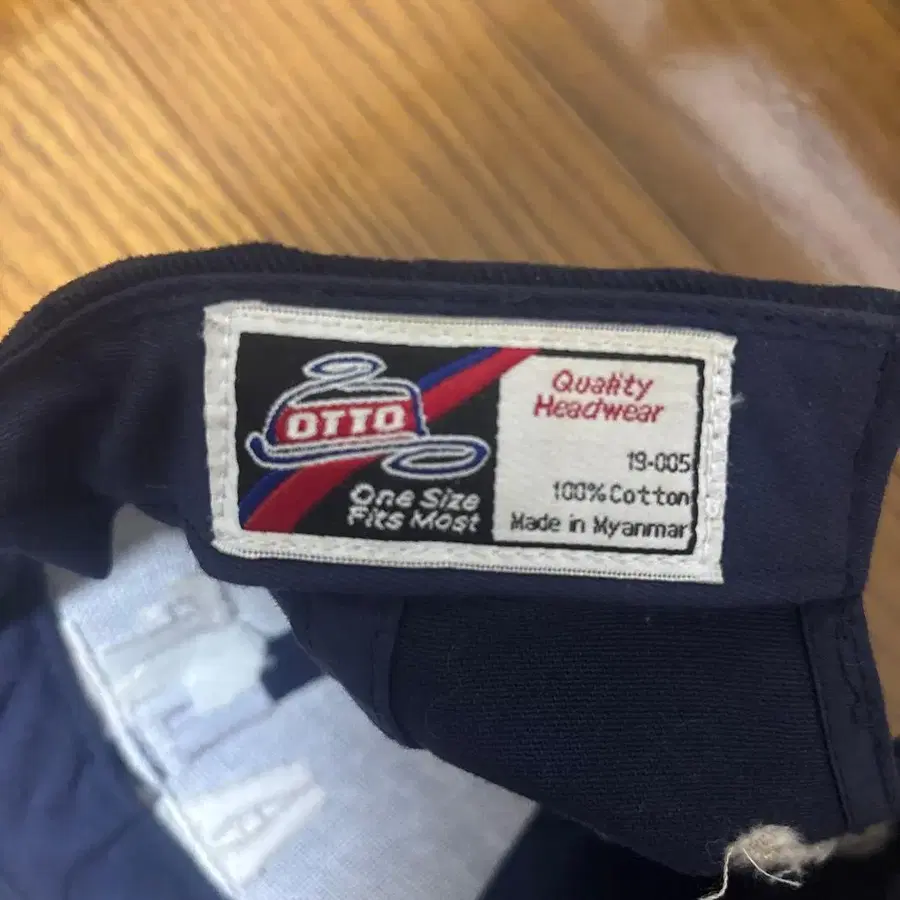 OTTO
One Size
Fits Most
Quality
Headwear
19-005
100% Cotton
Made in Myanmar